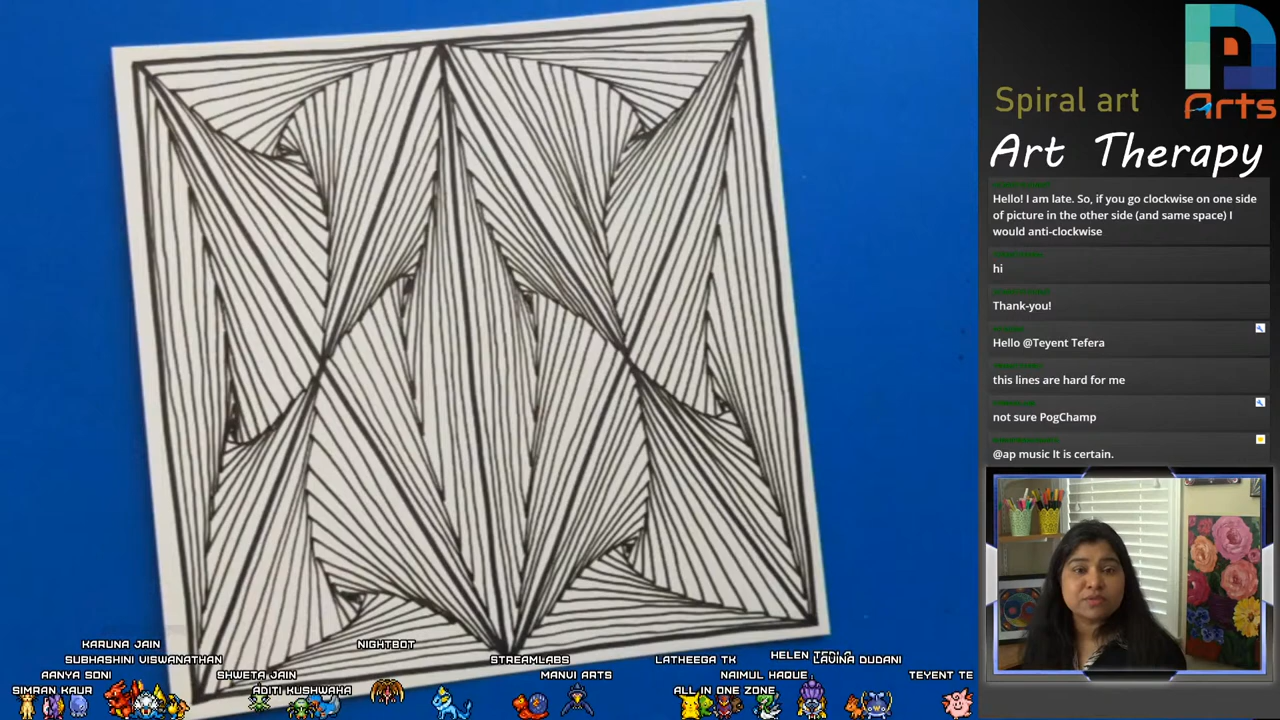 Spiral art
Arts
Art Therapy
Hello! I am late. So, if you go clockwise on one side
of picture in the other side (and same space) I
would anti-clockwise
hi
Thank-you!
Hello @Teyent Tefera
this lines are hard for me
not sure PogChamp
@ap music It is certain.
KARUNA JAIN
NIGHTBOT
SUBHASHINI VISWANATHAN
STREAMLABS
LATHEEGA TK
HELEN
LAVINA DUDANI
AANYA SONI
SHWETA JAIN
MANVI ARTS
NAIMUL HAQUE
TEYENT TE
SIMRAN KAUR
ADITI KUSHWAHA
ALL IN ONE ZONE